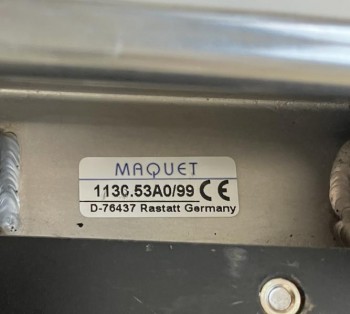 MAQUET
1130.53A0/99 CE
D-76437 Rastatt Germany